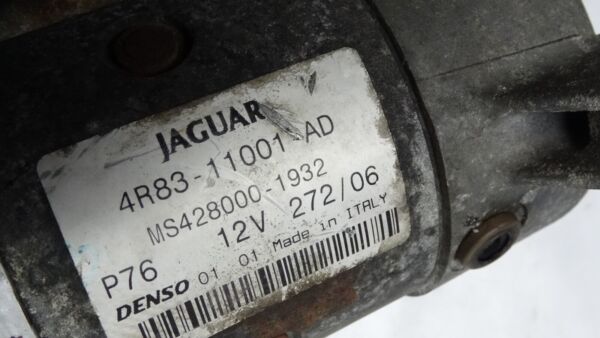 JAGUAR
4R83-11001-AD
MS428000-1932
12V 272/06
P76
DENSO 01 01 Made in ITALY